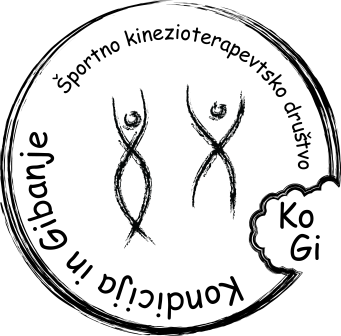 Športno kinezioterapevtsko društvo
Kondicija in Gibanje
Ko
Gi